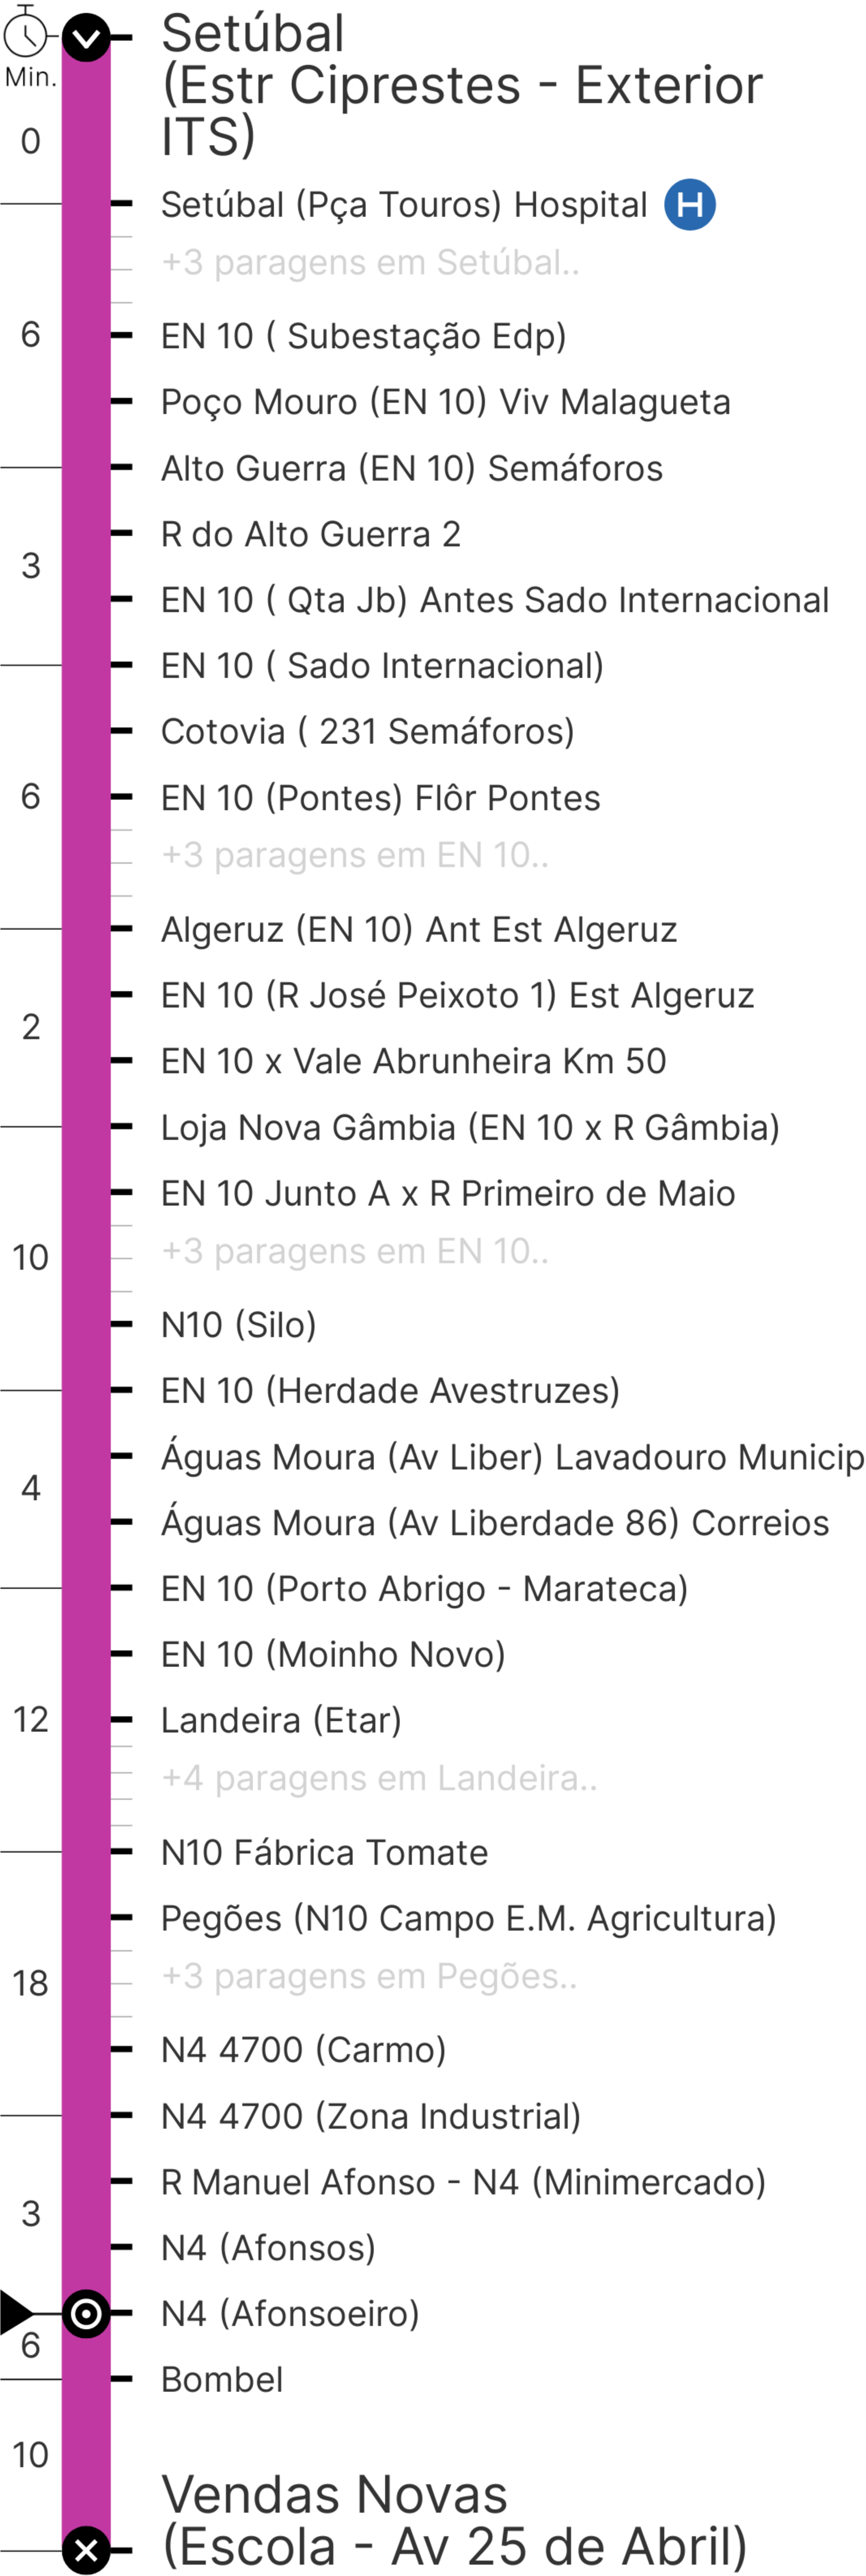 Min.
Setúbal
(Estr Ciprestes - Exterior
ITS)
0
Setúbal (Pça Touros) Hospital H
+3 paragens em Setúbal..
6
EN 10 ( Subestação Edp)
Poço Mouro (EN 10) Viv Malagueta
Alto Guerra (EN 10) Semáforos
R do Alto Guerra 2
3
EN 10 ( Qta Jb) Antes Sado Internacional
EN 10 ( Sado Internacional)
Cotovia ( 231 Semáforos)
6
EN 10 (Pontes) Flôr Pontes
+3 paragens em EN 10..
Algeruz (EN 10) Ant Est Algeruz
EN 10 (R José Peixoto 1) Est Algeruz
2
EN 10 x Vale Abrunheira Km 50
Loja Nova Gâmbia (EN 10 x R Gâmbia)
EN 10 Junto A x R Primeiro de Maio
+3 paragens em EN 10..
10
N10 (Silo)
EN 10 (Herdade Avestruzes)
Águas Moura (Av Liber) Lavadouro Municip
4
Águas Moura (Av Liberdade 86) Correios
EN 10 (Porto Abrigo - Marateca)
EN 10 (Moinho Novo)
12
Landeira (Etar)
+4 paragens em Landeira..
N10 Fábrica Tomate
Pegões (N10 Campo E.M. Agricultura)
+3 paragens em Pegões..
18
N4 4700 (Carmo)
N4 4700 (Zona Industrial)
R Manuel Afonso - N4 (Minimercado)
3
N4 (Afonsos)
N4 (Afonsoeiro)
6
Bombel
10
Vendas Novas
(Escola - Av 25 de Abril)